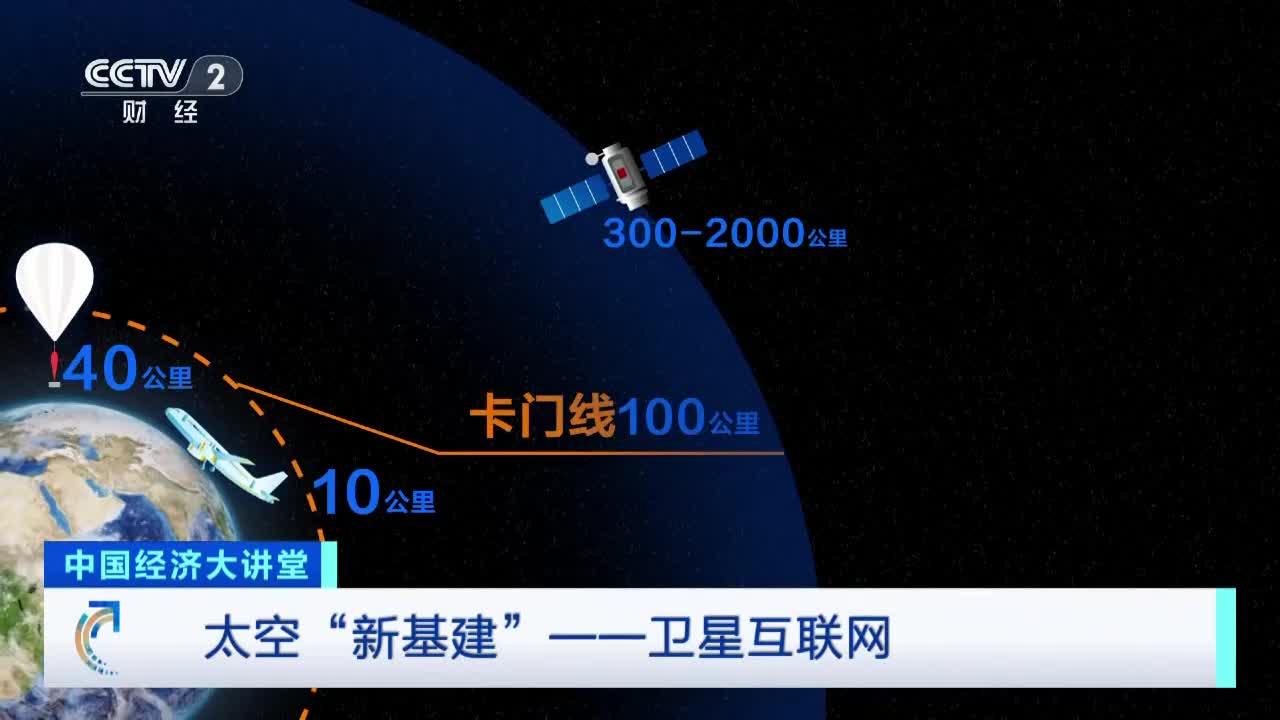 CCTV 2
财 经
300-2000公里
40公里
卡门线100公里
10公里
中国经济大讲堂
太空“新基建”——卫星互联网